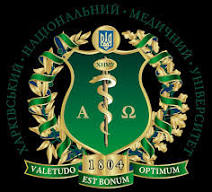 ХАРКІВСЬКИЙ · НАЦІОНАЛЬНИЙ · МЕДИЧНИЙ · УНІВЕРСИТЕТ
ХНМУ
Α Ω
1804
VALETUDO EST BONUM OPTIMUM